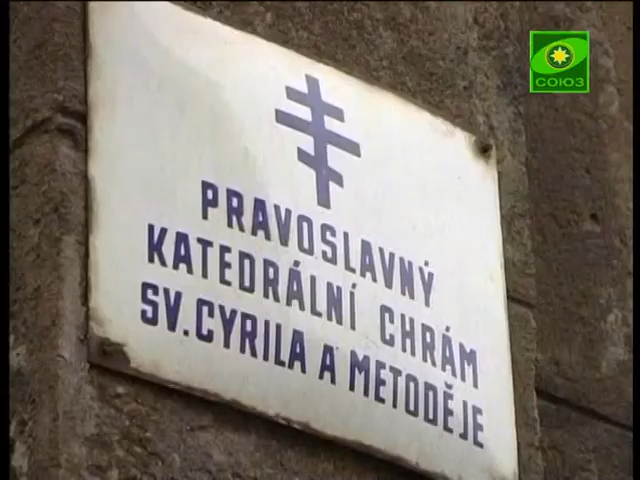 СОЮЗ
PRAVOSLAVNÝ
KATEDRÁLNÍ CHRÁM
SV. CYRILA A METODĚJE